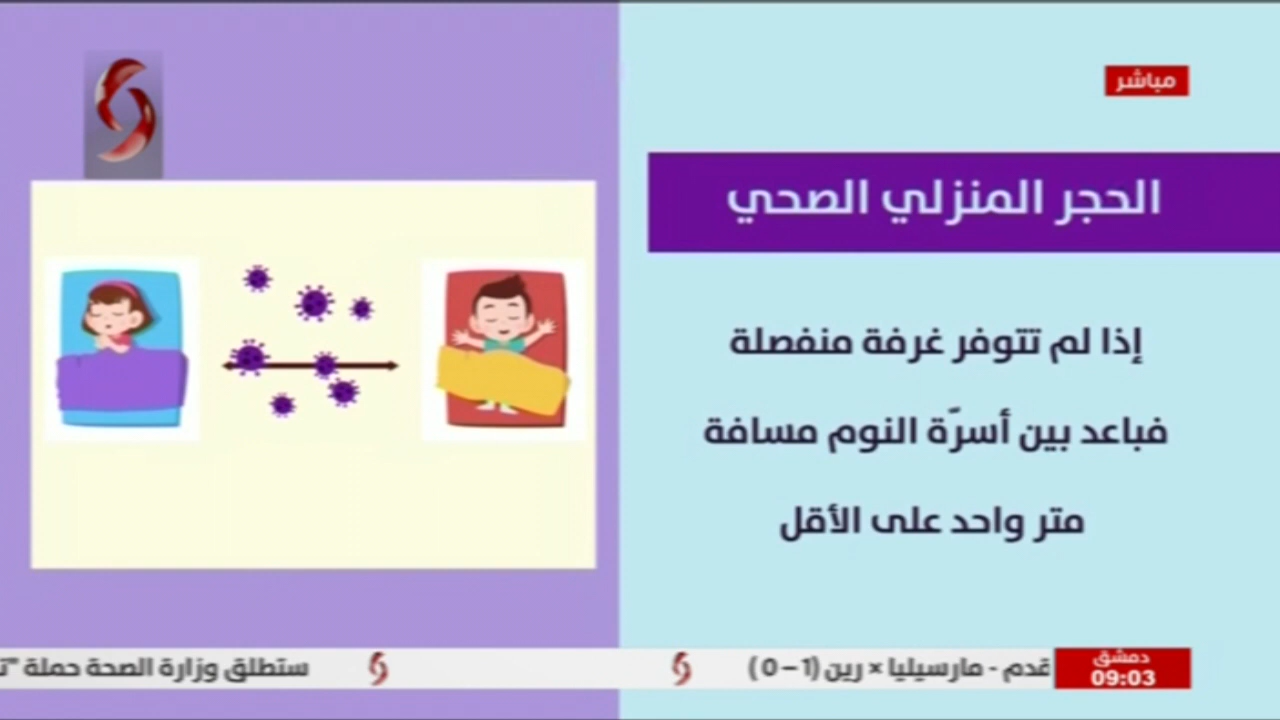 مباشر
الحجر المنزلي الصحي
إذا لم تتوفر غرفة منفصلة
فباعد بين أسرّة النوم مسافة
متر واحد على الأقل
دمشق
09:03
قدم - مارسيليا × رين (1 – 0)
ستطلق وزارة الصحة حملة "ت